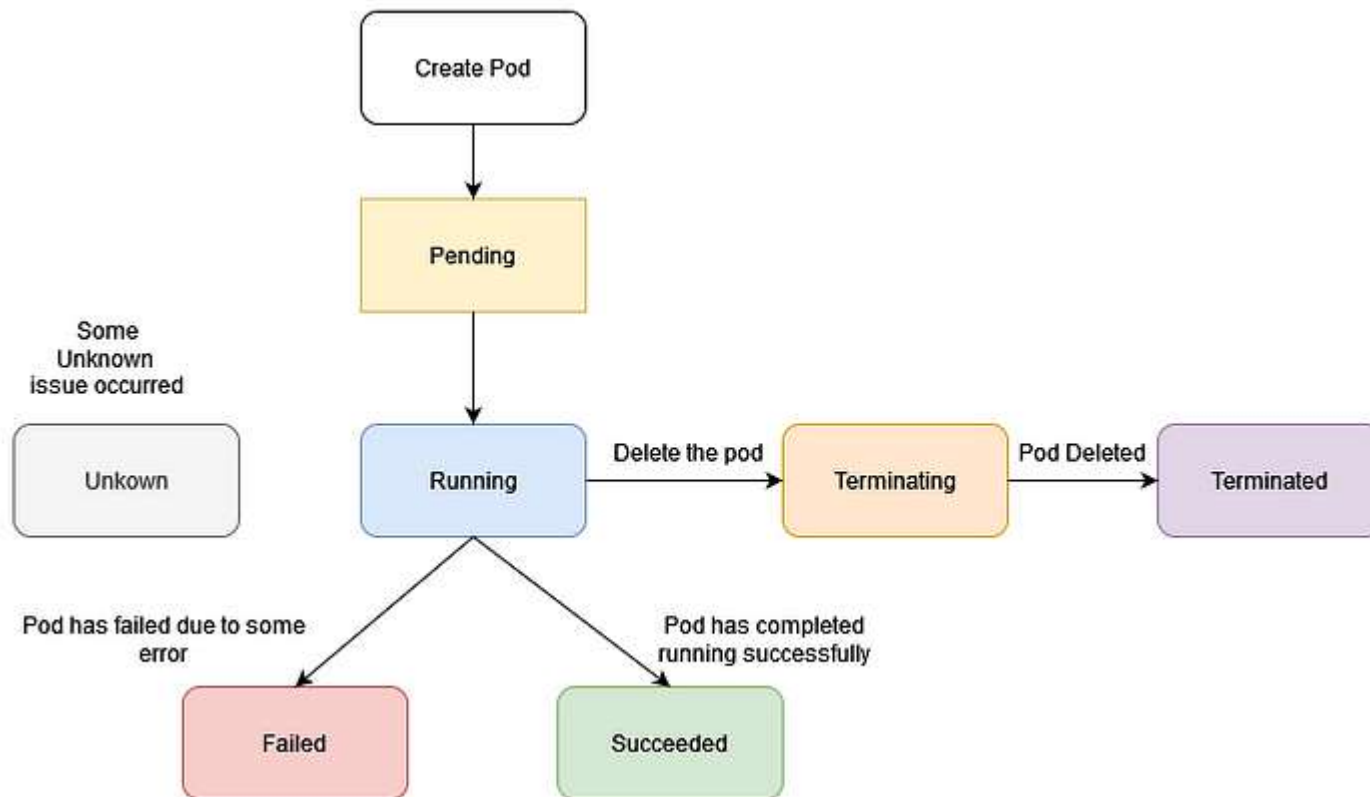 Create Pod
Pending
Some
Unknown
issue occurred
Unkown
Running
Delete the pod
Terminating
Pod Deleted
Terminated
Pod has failed due to some
error
Pod has completed
running successfully
Failed
Succeeded